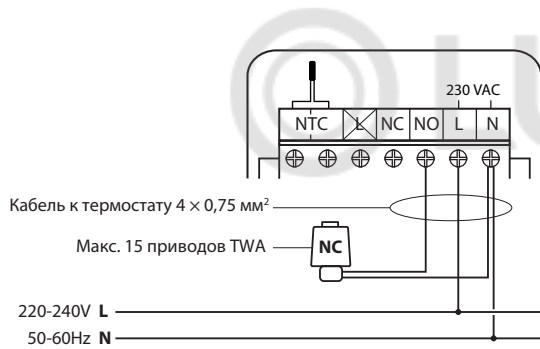 LU
230 VAC
NTC L NC NO L N
Кабель к термостату 4 × 0,75 мм²
Макс. 15 приводов TWA
NC
220-240V L
50-60Hz N